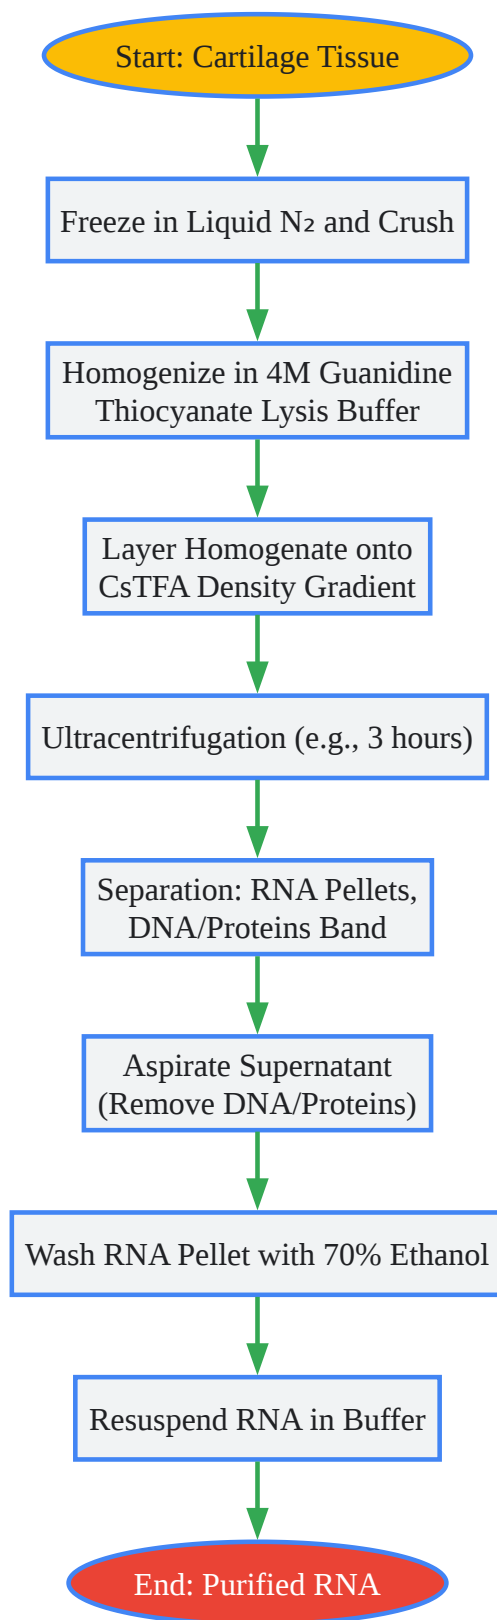 Start: Cartilage Tissue
Freeze in Liquid N₂ and Crush
Homogenize in 4M Guanidine
Thiocyanate Lysis Buffer
Layer Homogenate onto
CsTFA Density Gradient
Ultracentrifugation (e.g., 3 hours)
Separation: RNA Pellets,
DNA/Proteins Band
Aspirate Supernatant
(Remove DNA/Proteins)
Wash RNA Pellet with 70% Ethanol
Resuspend RNA in Buffer
End: Purified RNA